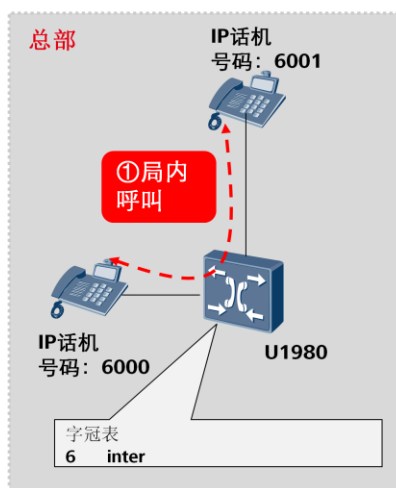 总部
IP话机
号码：6001
①局内
呼叫
IP话机
号码：6000
U1980
字冠表
6 inter